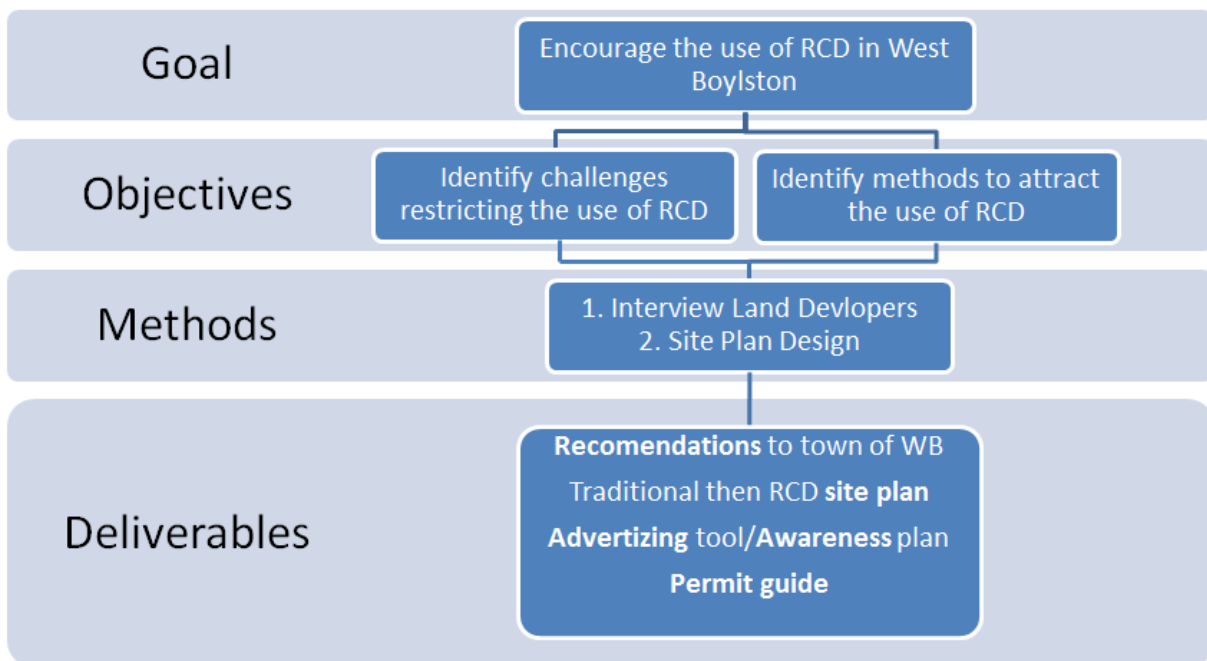 Goal
Encourage the use of RCD in West
Boylston
Objectives
Identify challenges
restricting the use of RCD
Identify methods to attract
the use of RCD
Methods
1. Interview Land Devlopers
2. Site Plan Design
Deliverables
Recomendations to town of WB
Traditional then RCD site plan
Advertizing tool/Awareness plan
Permit guide